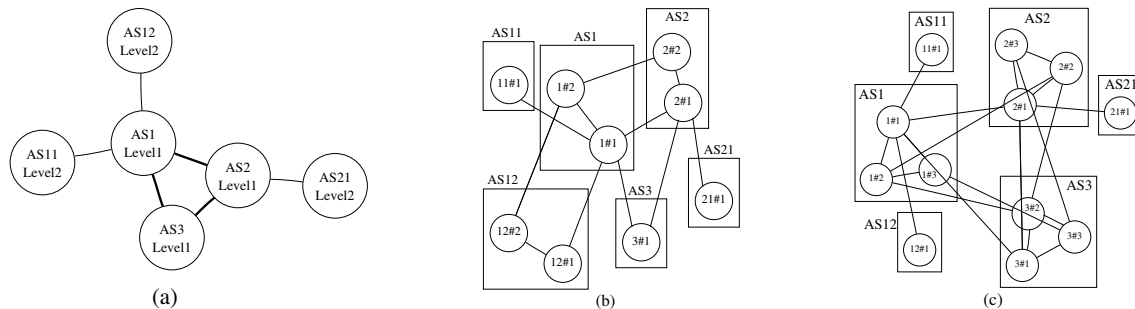 AS12
Level2
AS1
Level1
AS11
Level2
AS2
Level1
AS21
Level2
AS3
Level1
(a)
AS11
11#1
AS1
1#2
1#1
AS2
2#2
2#1
AS21
21#1
AS12
12#2
12#1
AS3
3#1
(b)
AS11
11#1
AS2
2#3
2#2
2#1
AS21
21#1
AS1
1#1
1#2
1#3
AS12
12#1
AS3
3#2
3#3
3#1
(c)